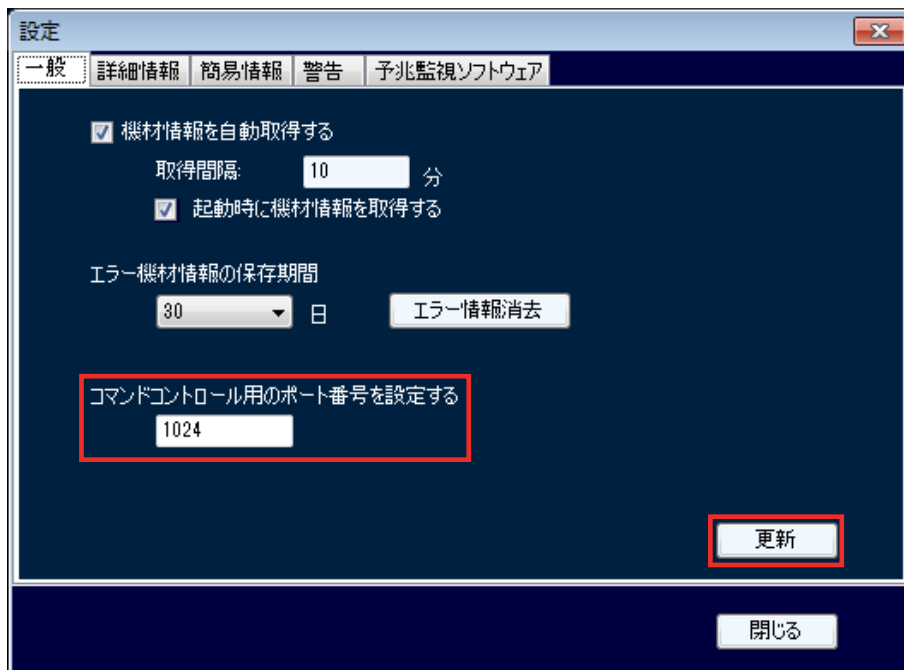 設定
一般 詳細情報 簡易情報 警告 予兆監視ソフトウェア
機材情報を自動取得する
取得間隔: 10 分
起動時に機材情報を取得する
エラー機材情報の保存期間
30 日 エラー情報消去
コマンドコントロール用のポート番号を設定する
1024
更新
閉じる